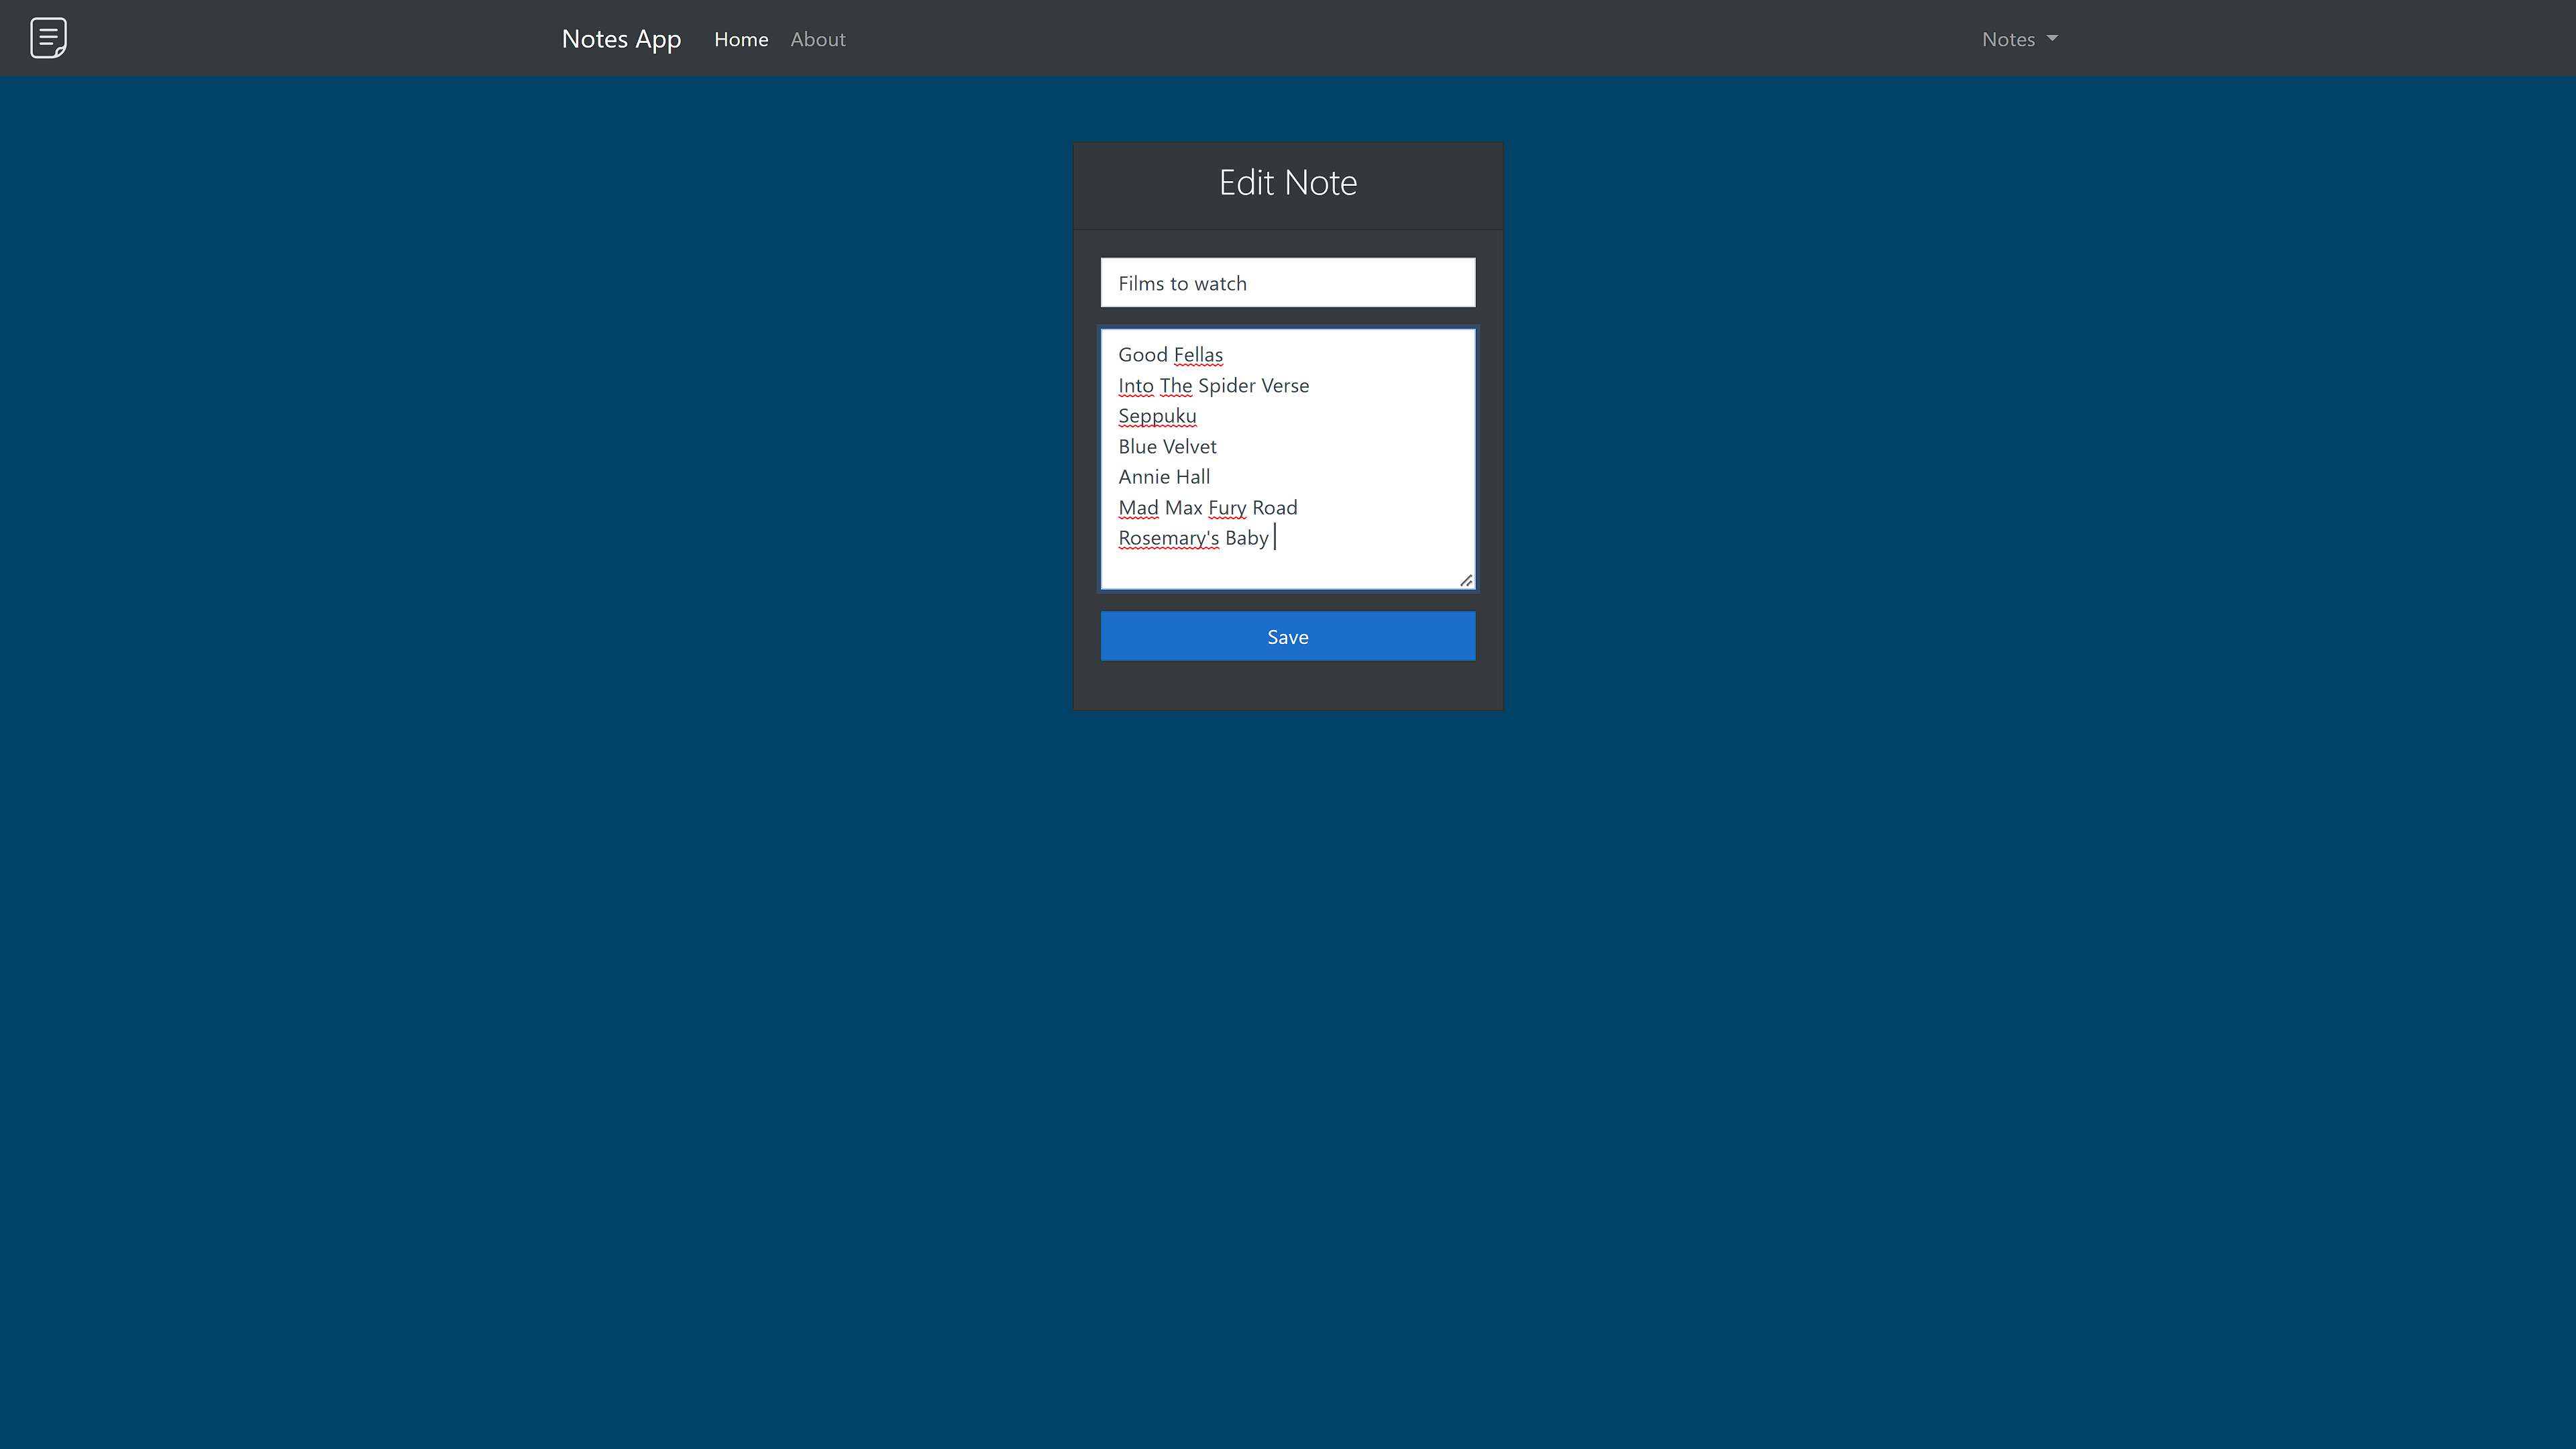 Notes App Home About Notes
Edit Note
Films to watch
Good Fellas
Into The Spider Verse
Seppuku
Blue Velvet
Annie Hall
Mad Max Fury Road
Rosemary's Baby
Save